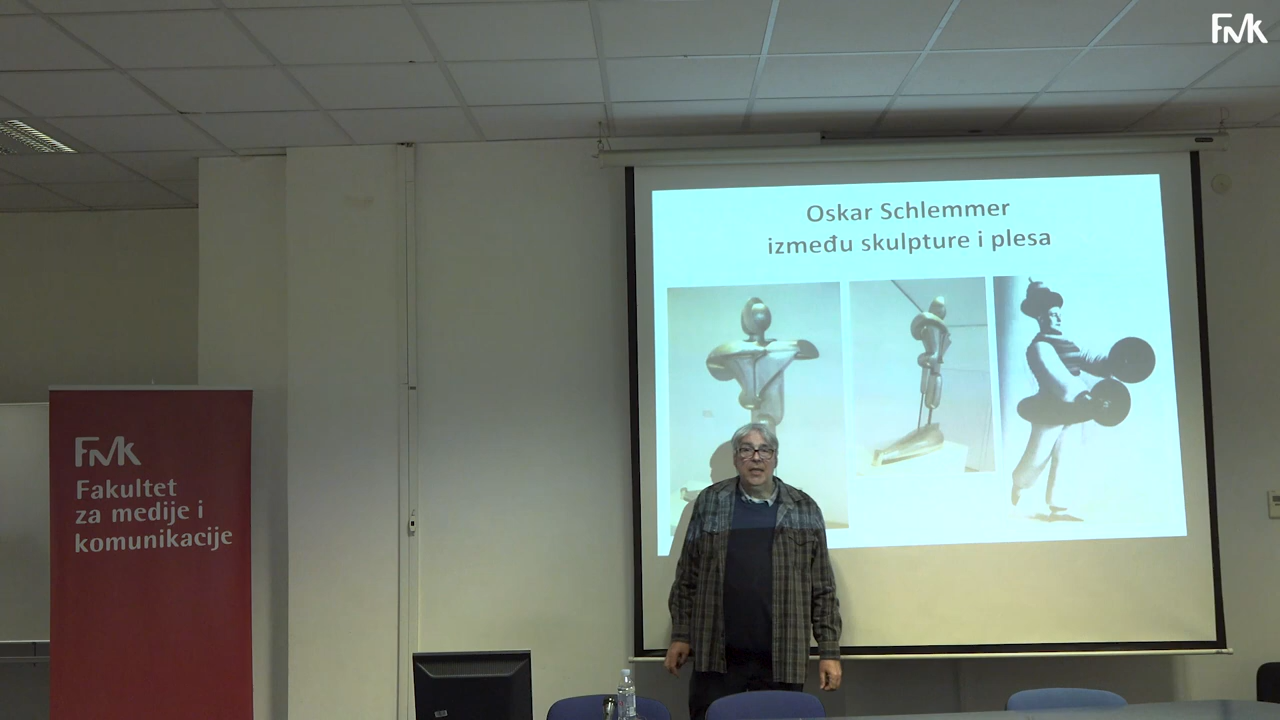 FMK
Oskar Schlemmer
između skulpture i plesa
FMK
Fakultet
za medije i
komunikacije